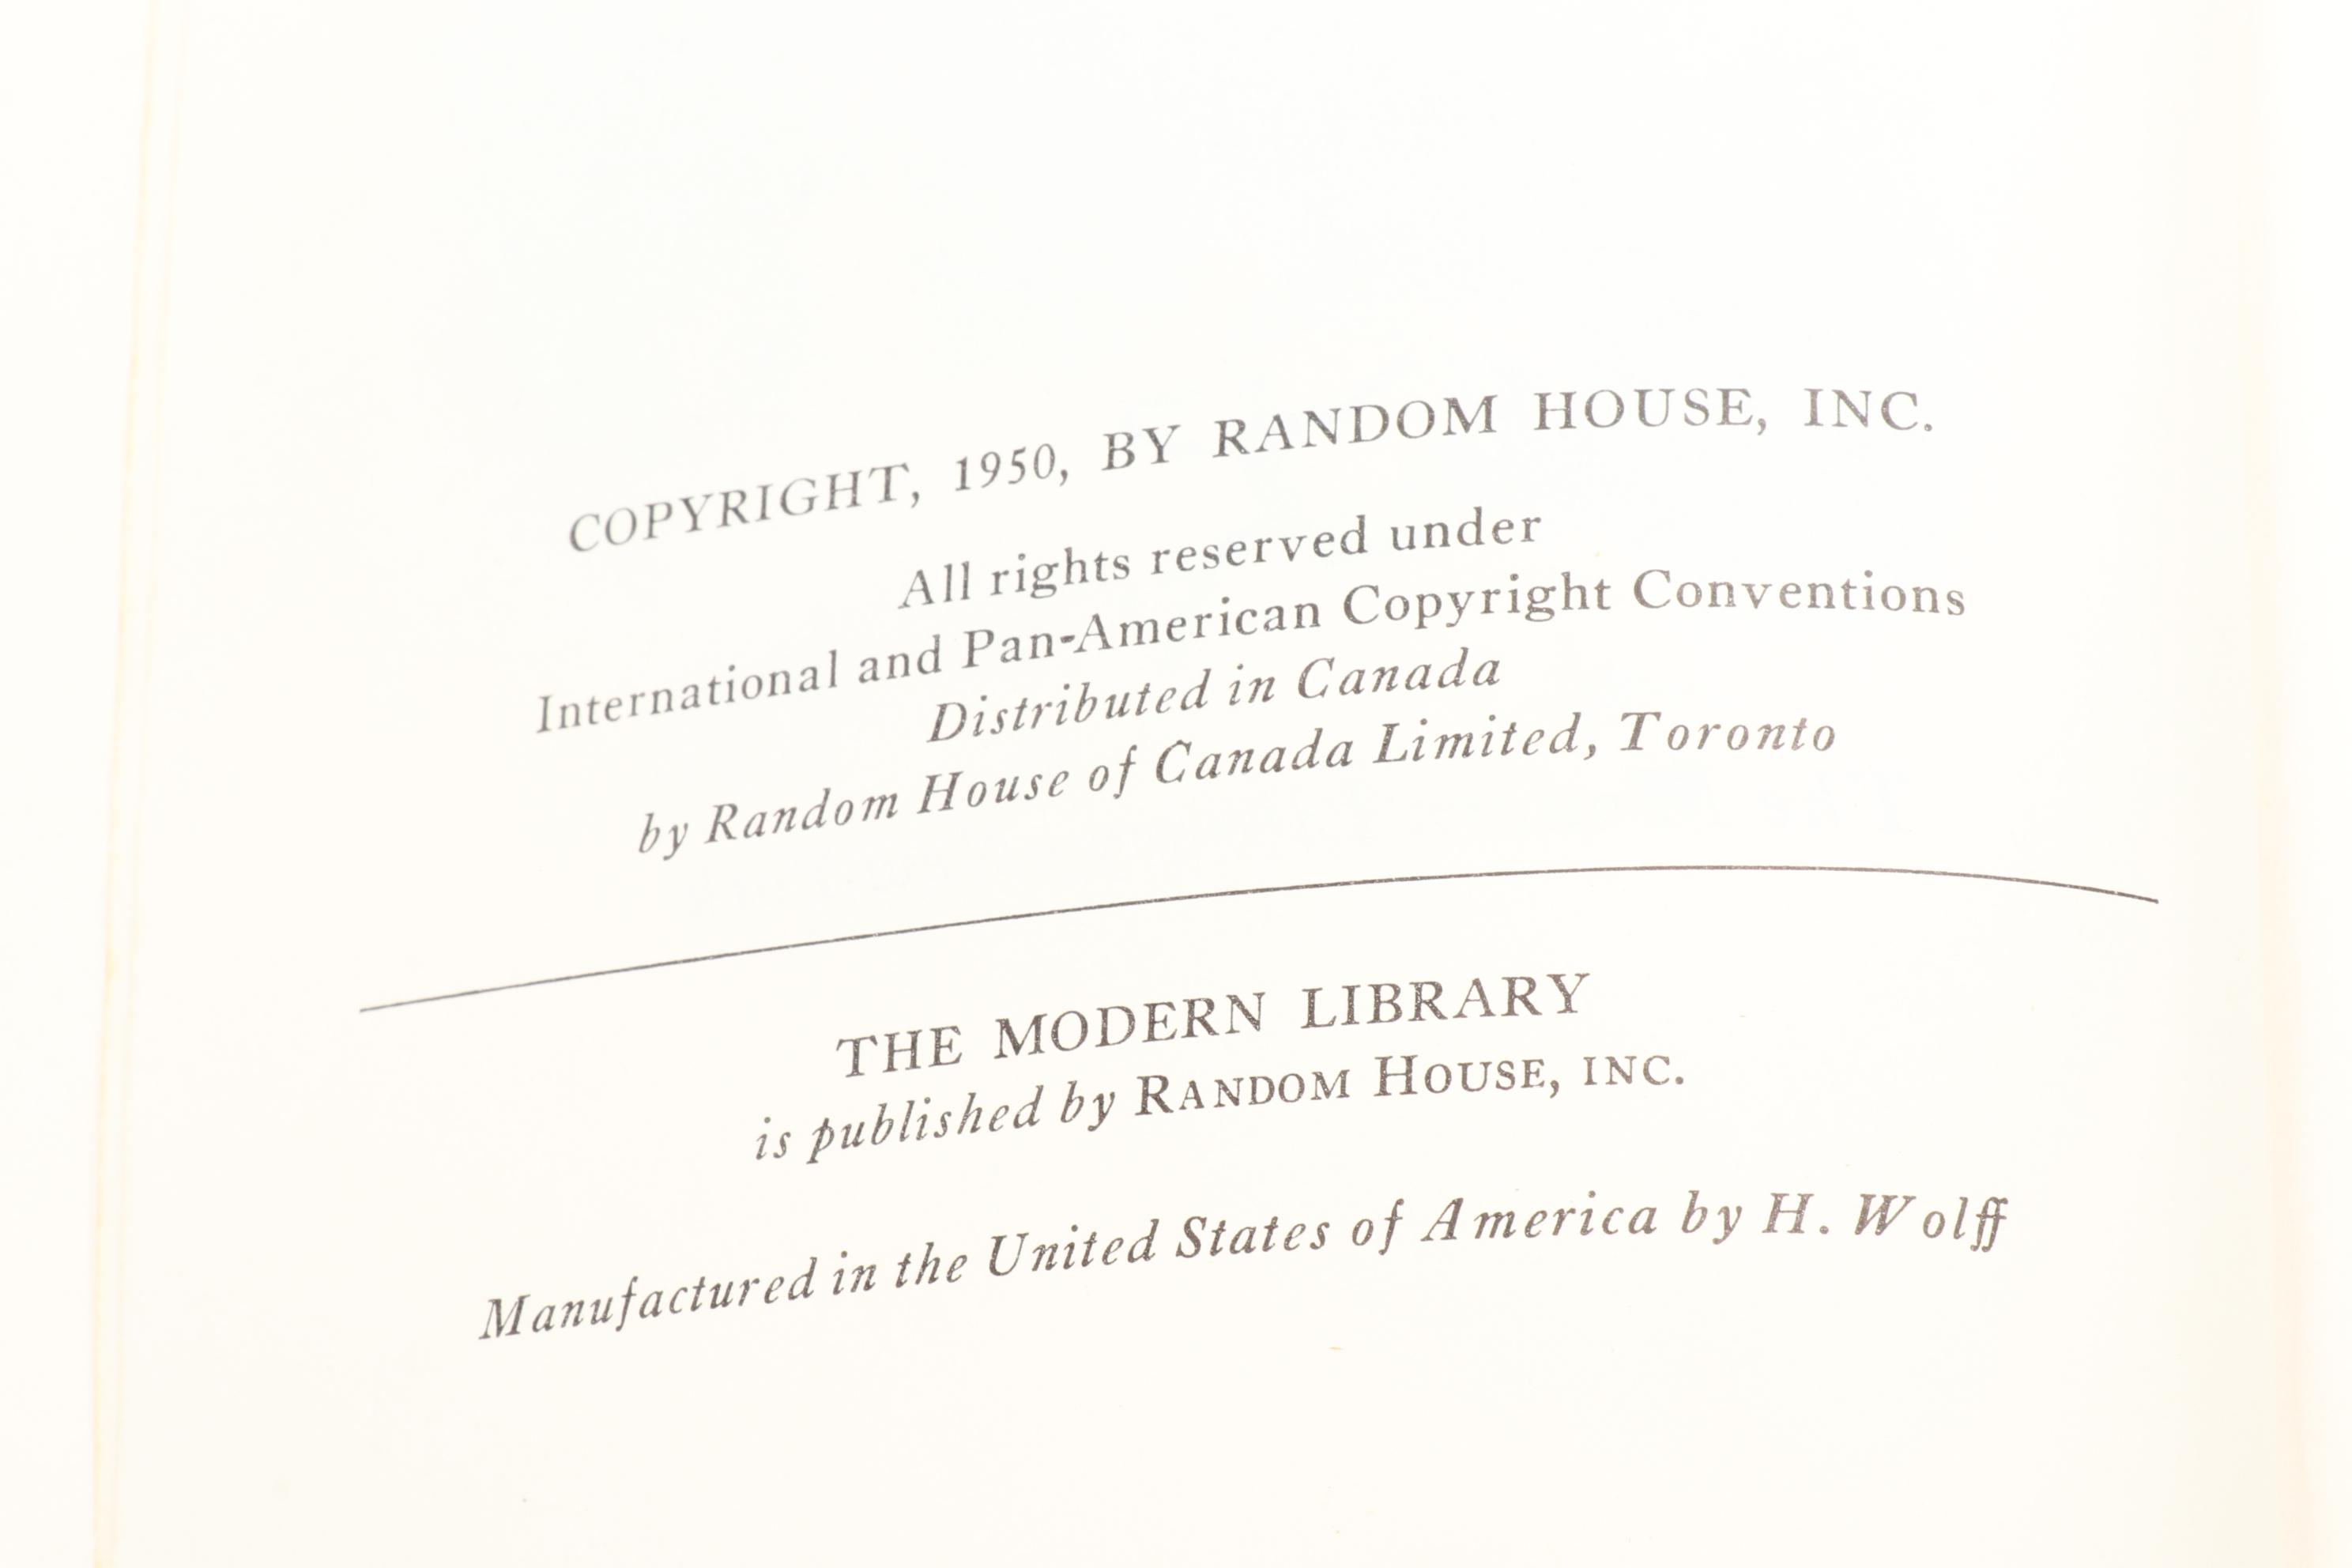 COPYRIGHT, 1950, BY RANDOM HOUSE, INC.
All rights reserved under
International and Pan-American Copyright Conventions
Distributed in Canada
by Random House of Canada Limited, Toronto
THE MODERN LIBRARY
is published by RANDOM HOUSE, INC.
Manufactured in the United States of America by H. Wolff